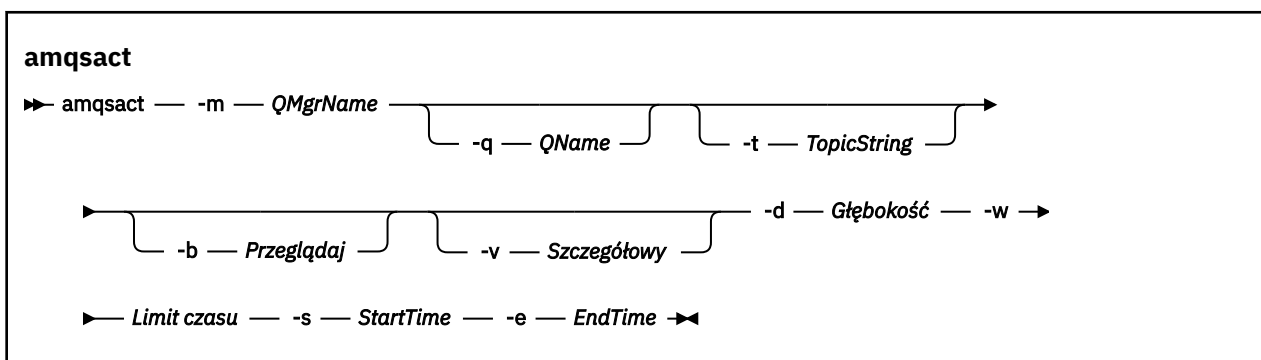 amqsact
amqsact -m QMgrName
-q QName -t TopicString
-d Głębokość -w
-b Przeglądaj -v Szczegółowy
Limit czasu -s StartTime -e EndTime